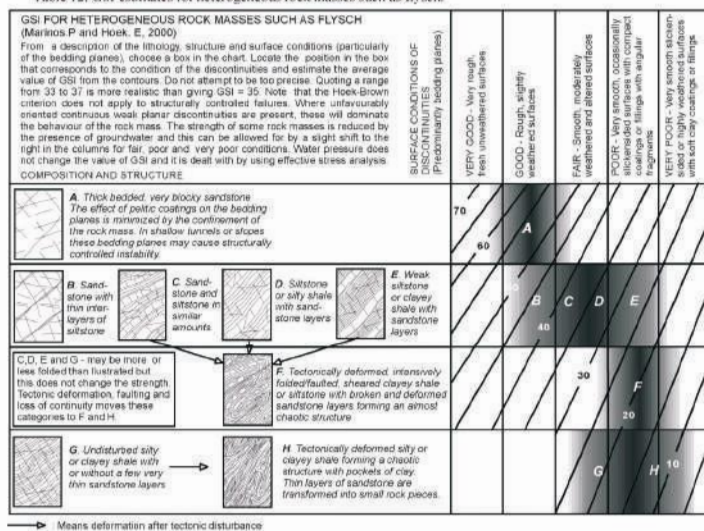 GSI FOR HETEROGENEOUS ROCK MASSES SUCH AS FLYSCH
(Marinos.P and Hoek. E, 2000)
From a description of the lithology, structure and surface conditions (particularly
of the bedding planes), choose a box in the chart. Locate the position in the box
that corresponds to the condition of the discontinuities and estimate the average
value of GSI from the contours. Do not attempt to be too precise. Quoting a range
from 33 to 37 is more realistic than giving GSI = 35. Note that the Hoek-Brown
criterion does not apply to structurally controlled failures. Where unfavourably
oriented continuous weak planar discontinuities are present, these will dominate
the behaviour of the rock mass. The strength of some rock masses is reduced by
the presence of groundwater and this can be allowed for by a slight shift to the
right in the columns for fair, poor and very poor conditions. Water pressure does
not change the value of GSI and it is dealt with by using effective stress analysis.
COMPOSITION AND STRUCTURE
SURFACE CONDITIONS OF
DISCONTINUITIES
(Predominantly bedding planes)
VERY GOOD - Very rough,
fresh unweathered surfaces
GOOD - Rough, slightly
weathered surfaces
FAIR - Smooth, moderately
weathered and altered surfaces
POOR - Very smooth, occasionally
slickensided surfaces with compact
coatings or fillings with angular
fragments
VERY POOR - Very smooth slicken-
sided or highly weathered surfaces
with soft clay coatings or fillings
A. Thick bedded, very blocky sandstone
The effect of pelitic coatings on the bedding
planes is minimized by the confinement of
the rock mass. In shallow tunnels or slopes
these bedding planes may cause structurally
controlled instability.
70
60
A
B. Sand-
stone with
thin inter-
layers of
siltstone
C. Sand-
stone and
siltstone in
similar
amounts
D. Siltstone
or silty shale
with sand-
stone layers
E. Weak
siltstone
or clayey
shale with
sandstone
layers
B
C
D
E
40
C,D, E and G - may be more or
less folded than illustrated but
this does not change the strength.
Tectonic deformation, faulting and
loss of continuity moves these
categories to F and H.
F. Tectonically deformed, intensively
folded/faulted, sheared clayey shale
or siltstone with broken and deformed
sandstone layers forming an almost
chaotic structure
30
F
20
G. Undisturbed silty
or clayey shale with
or without a few very
thin sandstone layers
H. Tectonically deformed silty or
clayey shale forming a chaotic
structure with pockets of clay.
Thin layers of sandstone are
transformed into small rock pieces.
G
H
10
: Means deformation after tectonic disturbance